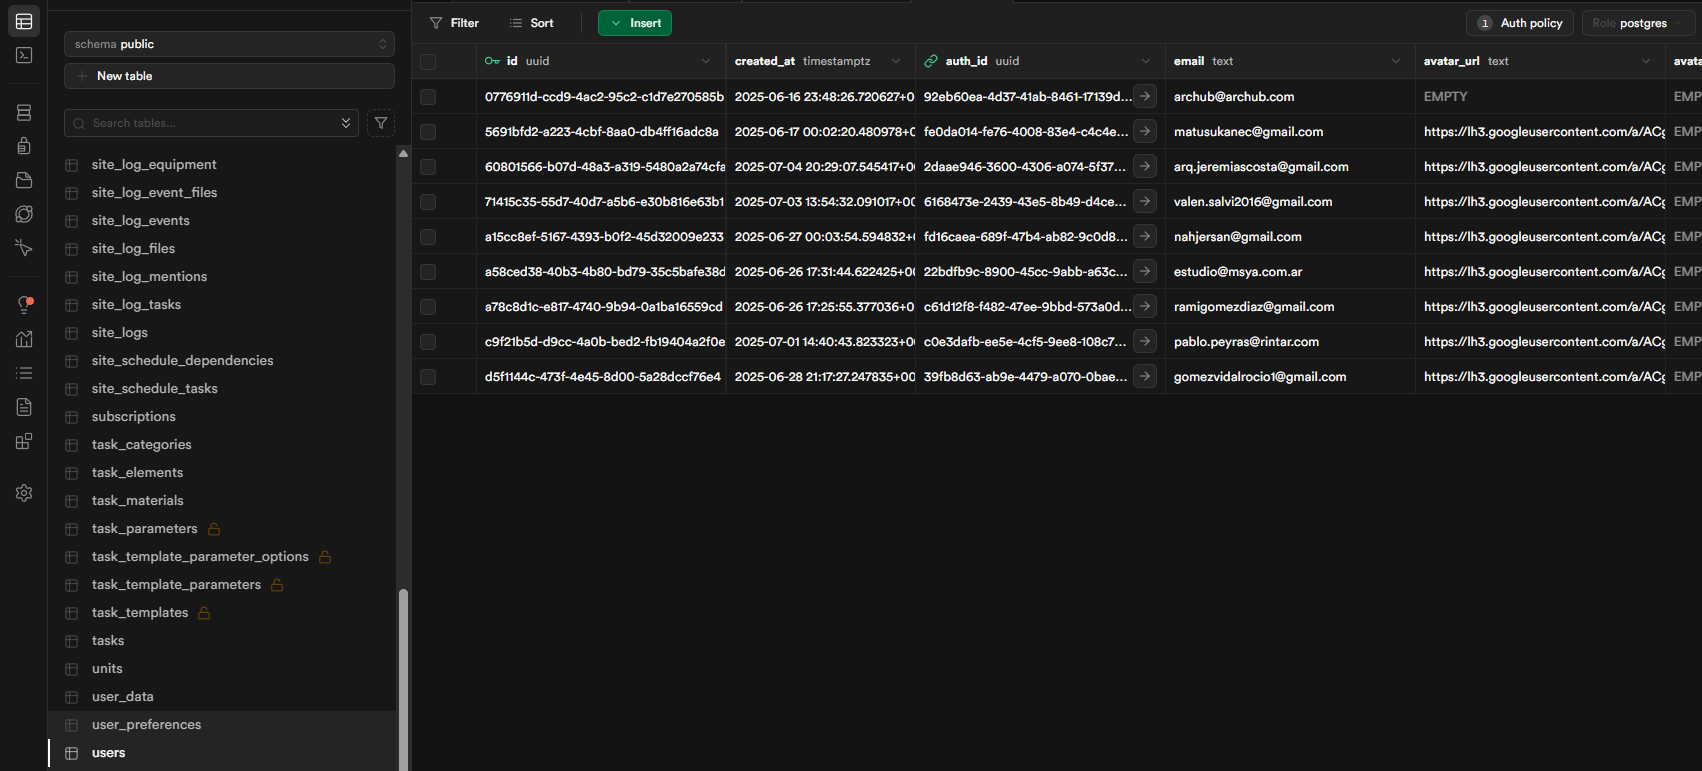 schema public
New table
Search tables...
site_log_equipment
site_log_event_files
site_log_events
site_log_files
site_log_mentions
site_log_tasks
site_logs
site_schedule_dependencies
site_schedule_tasks
subscriptions
task_categories
task_elements
task_materials
task_parameters
task_template_parameter_options
task_template_parameters
task_templates
tasks
units
user_data
user_preferences
users
Filter Sort Insert 1 Auth policy Role postgres
id uuid created_at timestamptz auth_id uuid email text avatar_url text avata
0776911d-ccd9-4ac2-95c2-c1d7e270585b 2025-06-16 23:48:26.720627+0 92eb60ea-4d37-41ab-8461-17139d... archub@archub.com EMPTY EMP
5691bfd2-a223-4cbf-8aa0-db4ff16adc8a 2025-06-17 00:02:20.480978+0 fe0da014-fe76-4008-83e4-c4c4e... matusukanec@gmail.com https://lh3.googleusercontent.com/a/ACg EMP
60801566-b07d-48a3-a319-5480a2a74cfa 2025-07-04 20:29:07.545417+00 2daae946-3600-4306-a074-5f37... arq.jeremiascosta@gmail.com https://lh3.googleusercontent.com/a/ACg EMP
71415c35-55d7-40d7-a5b6-e30b816e63b1 2025-07-03 13:54:32.091017+00 6168473e-2439-43e5-8b49-d4ce... valen.salvi2016@gmail.com https://lh3.googleusercontent.com/a/ACg EMP
a15cc8ef-5167-4393-b0f2-45d32009e233 2025-06-27 00:03:54.594832+ fd16caea-689f-47b4-ab82-9c0d8... nahjersan@gmail.com https://lh3.googleusercontent.com/a/ACg EMP
a58ced38-40b3-4b80-bd79-35c5bafe38d 2025-06-26 17:31:44.622425+00 22bdfb9c-8900-45cc-9abb-a63c... estudio@msya.com.ar https://lh3.googleusercontent.com/a/ACg EMP
a78c8d1c-e817-4740-9b94-0a1ba16559cd 2025-06-26 17:25:55.377036+0 c61d12f8-f482-47ee-9bbd-573a0d... ramigomezdiaz@gmail.com https://lh3.googleusercontent.com/a/ACg EMP
c9f21b5d-d9cc-4a0b-bed2-fb19404a2f0e 2025-07-01 14:40:43.823323+0 c0e3dafb-ee5e-4cf5-9ee8-108c7... pablo.peyras@rintar.com https://lh3.googleusercontent.com/a/ACg EMP
d5f1144c-473f-4e45-8d00-5a28dccf76e4 2025-06-28 21:17:27.247835+00 39fb8d63-ab9e-4479-a070-0bae... gomezvidalrocio1@gmail.com https://lh3.googleusercontent.com/a/ACg EMP